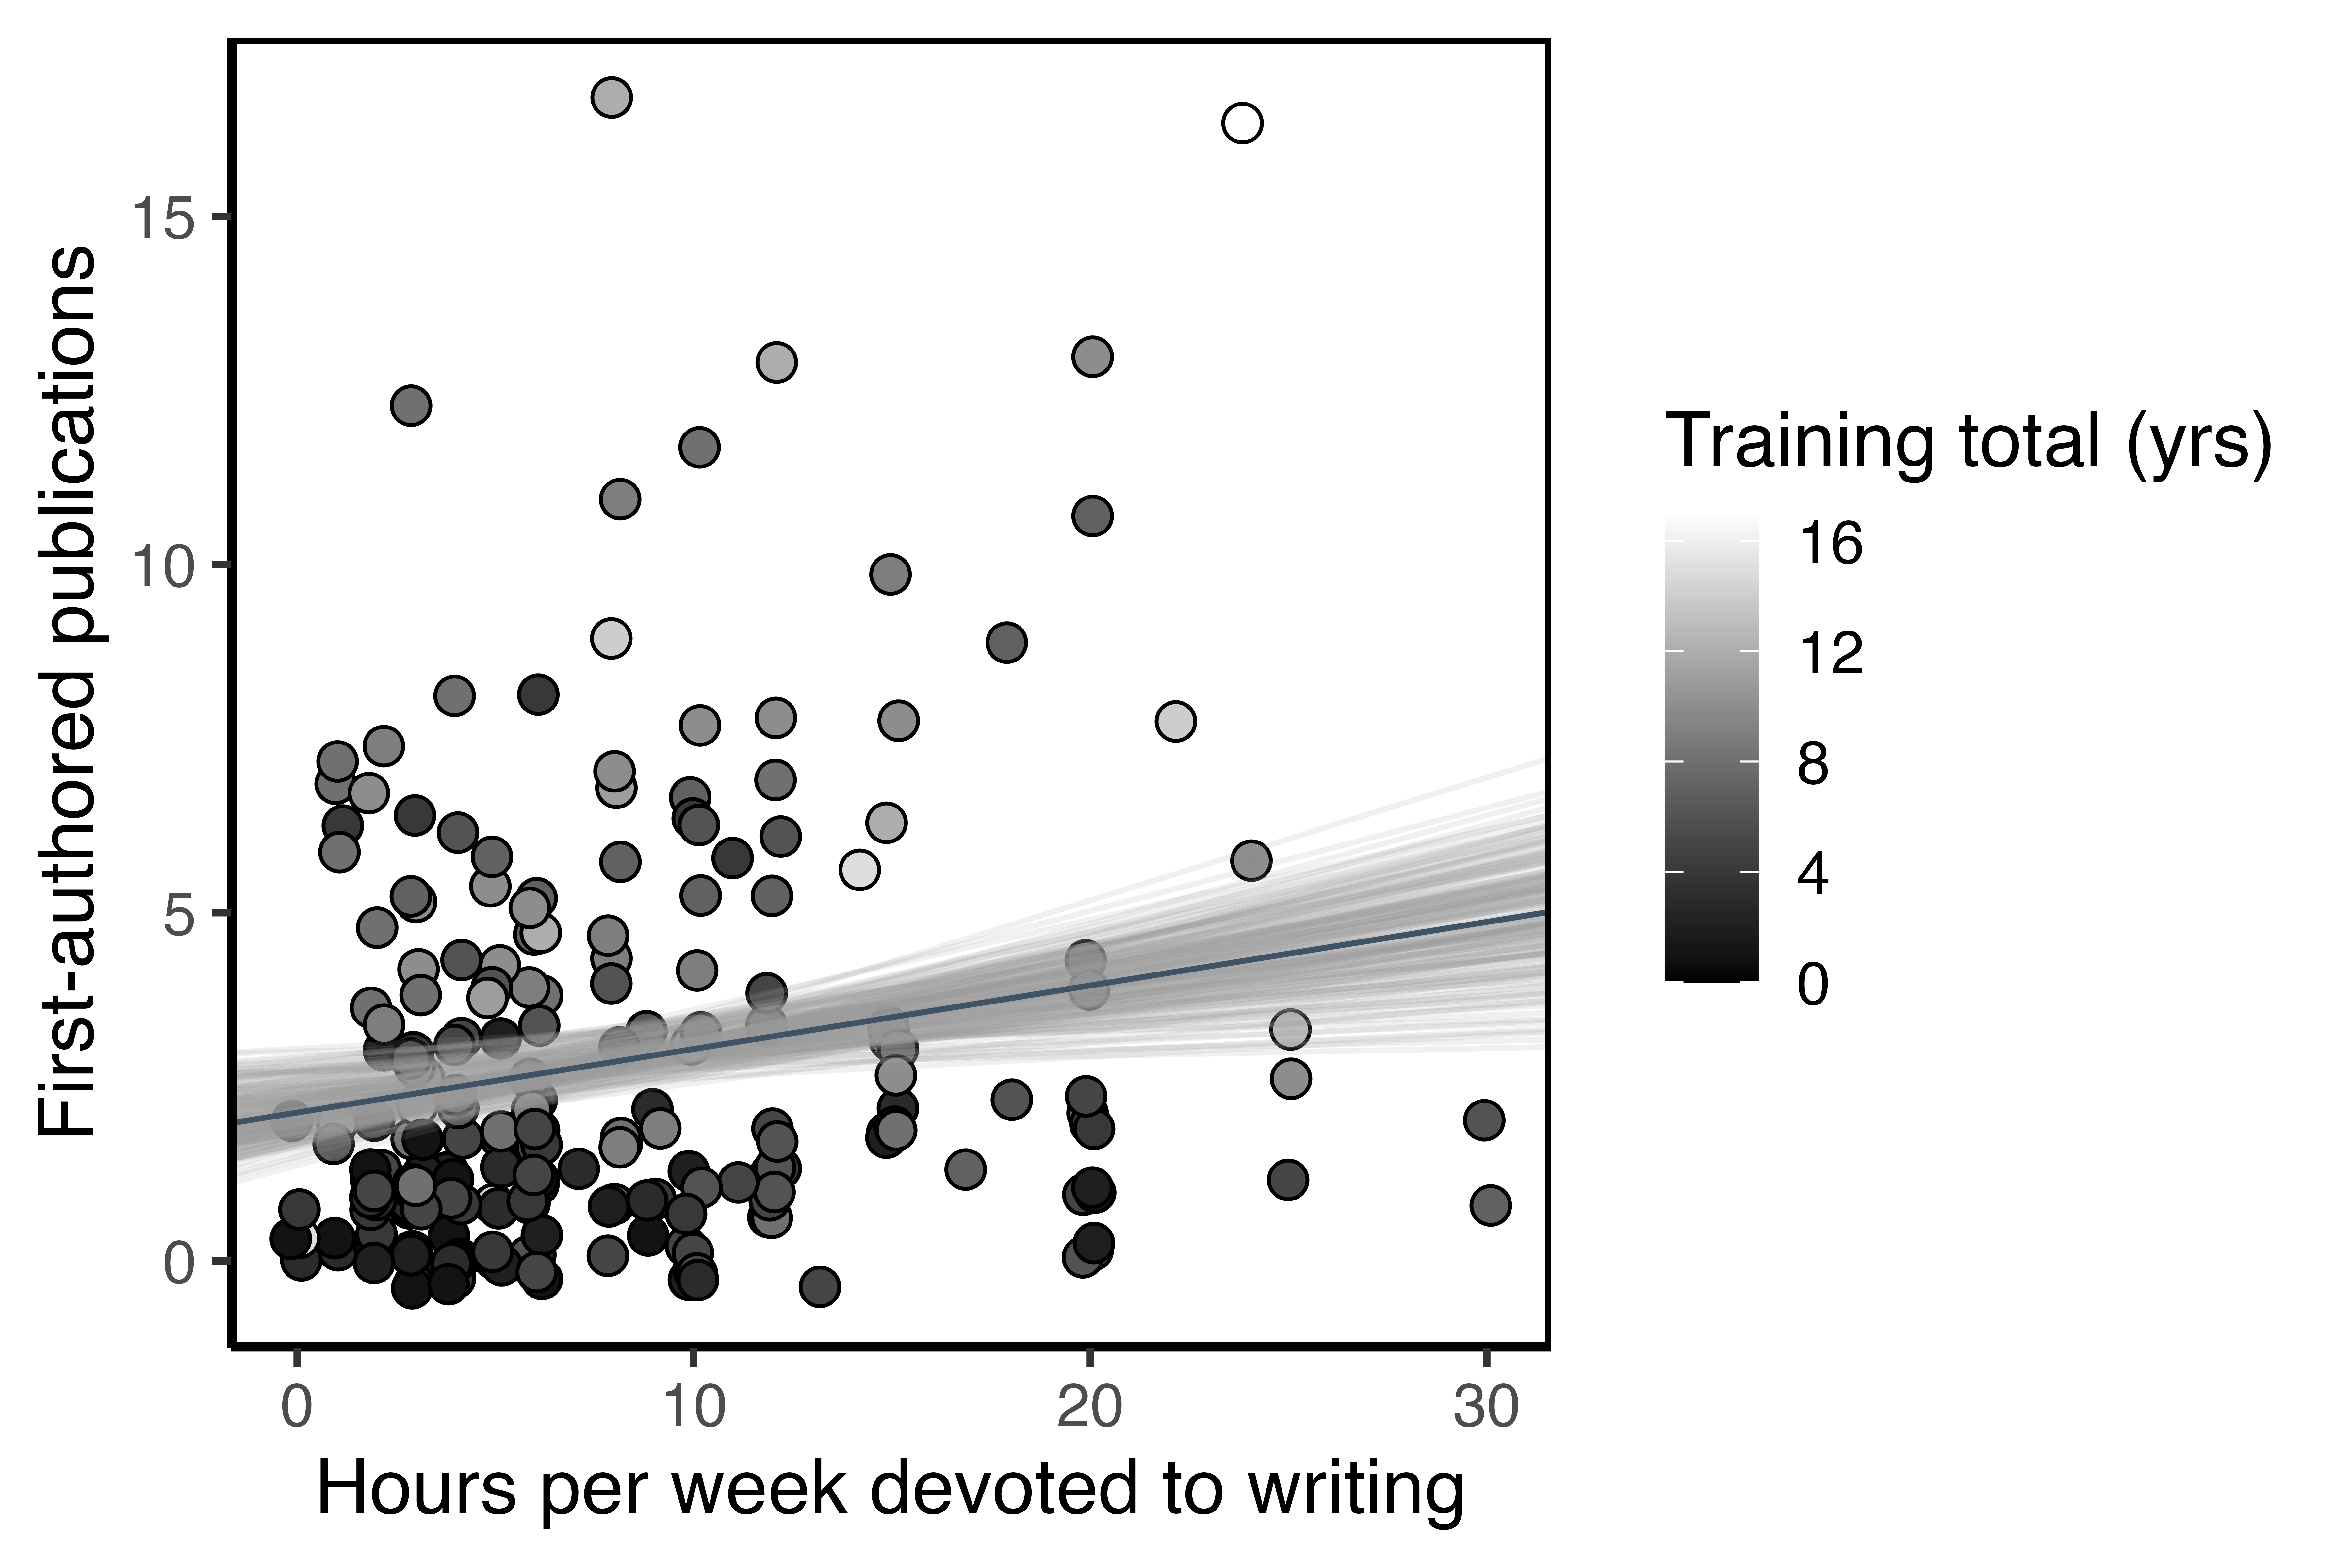 First-authored publications
15
10
5
0
0 10 20 30
Hours per week devoted to writing
Training total (yrs)
16
12
8
4
0